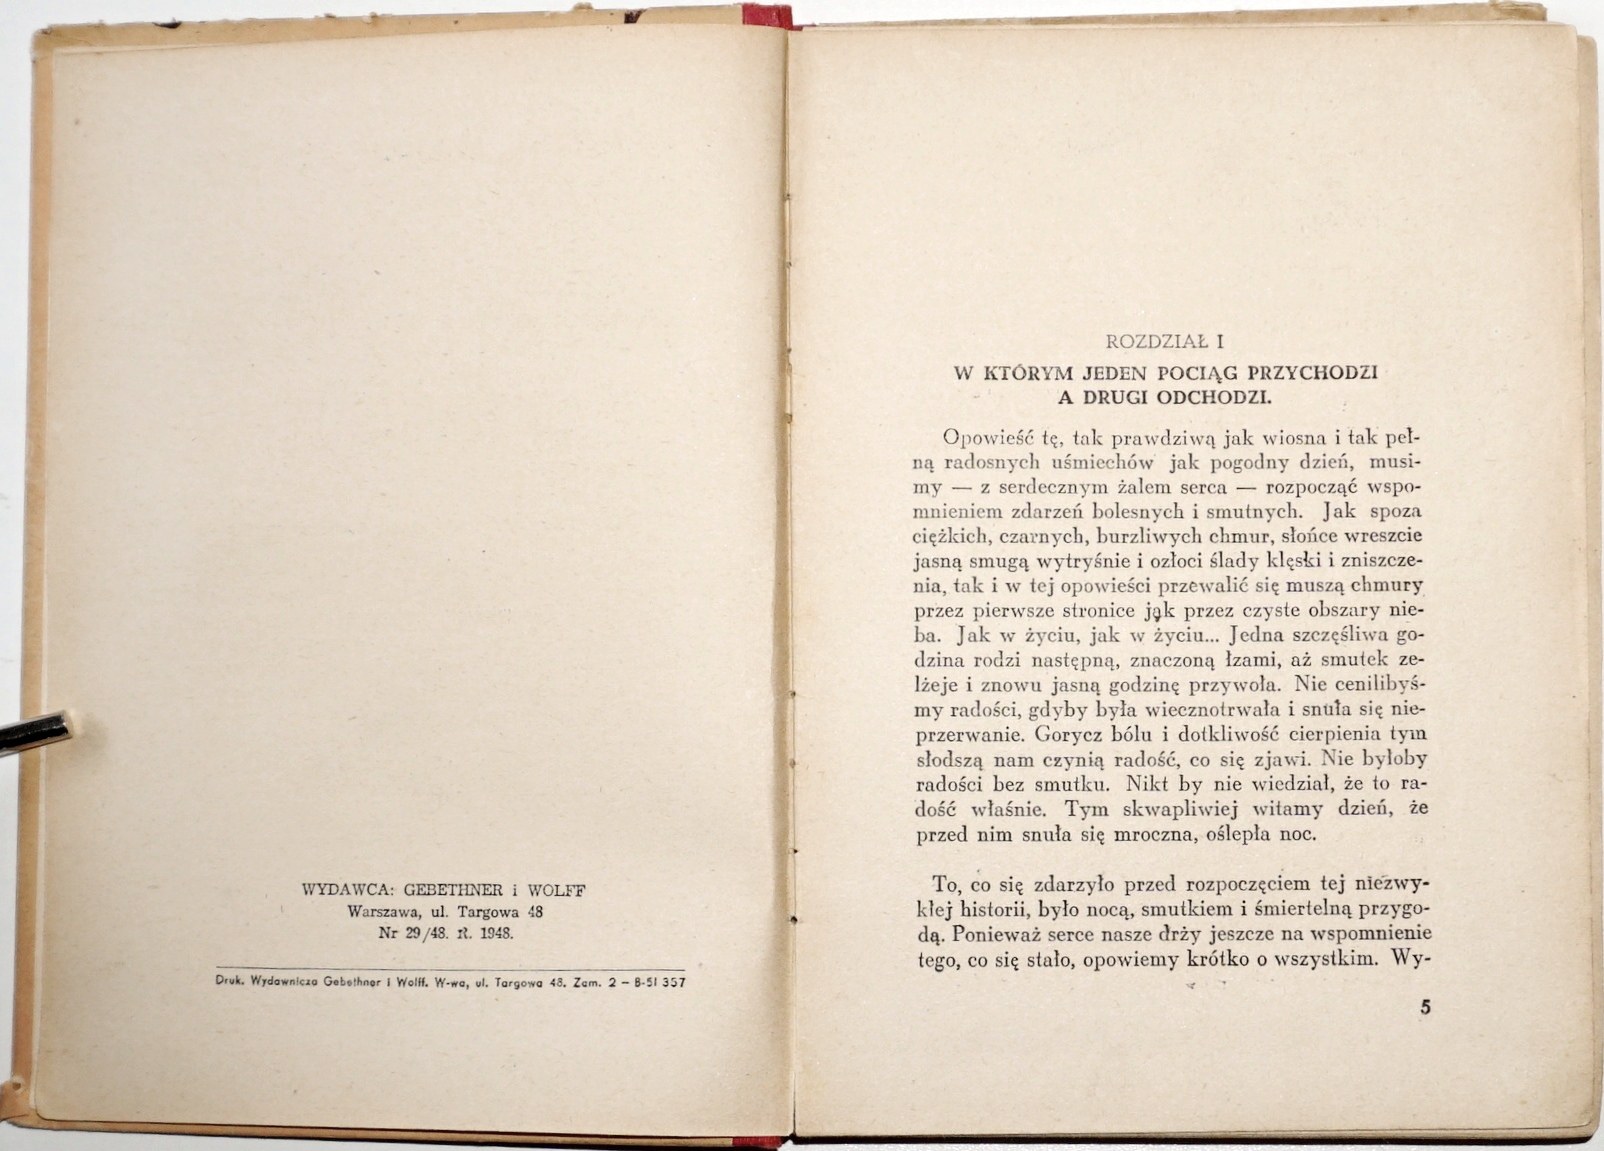 WYDAWCA: GEBETHNER i WOLFF
Warszawa, ul. Targowa 48
Nr 29/48. R. 1948.
Druk. Wydawnicza Gebethner i Wolff. W-wa, ul. Targowa 48. Zam. 2 — B-51 357
ROZDZIAŁ I
W KTÓRYM JEDEN POCIĄG PRZYCHODZI
A DRUGI ODCHODZI.
Opowieść tę, tak prawdziwą jak wiosna i tak peł-
ną radosnych uśmiechów jak pogodny dzień, musi-
my — z serdecznym żalem serca — rozpocząć wspo-
mnieniem zdarzeń bolesnych i smutnych. Jak spoza
ciężkich, czarnych, burzliwych chmur, słońce wreszcie
jasną smugą wytryśnie i ozłoci ślady klęski i zniszcze-
nia, tak i w tej opowieści przewalić się muszą chmury
przez pierwsze stronice jąk przez czyste obszary nie-
ba. Jak w życiu, jak w życiu... Jedna szczęśliwa go-
dzina rodzi następną, znaczoną łzami, aż smutek ze-
lżeje i znowu jasną godzinę przywoła. Nie cenilibyś-
my radości, gdyby była wiecznotrwała i snuła się nie-
przerwanie. Gorycz bólu i dotkliwość cierpienia tym
słodszą nam czynią radość, co się zjawi. Nie byłoby
radości bez smutku. Nikt by nie wiedział, że to ra-
dość właśnie. Tym skwapliwiej witamy dzień, że
przed nim snuła się mroczna, oślepła noc.
To, co się zdarzyło przed rozpoczęciem tej niezwy-
kłej historii, było nocą, smutkiem i śmiertelną przygo-
dą. Ponieważ serce nasze drży jeszcze na wspomnienie
tego, co się stało, opowiemy krótko o wszystkim. Wy-
5